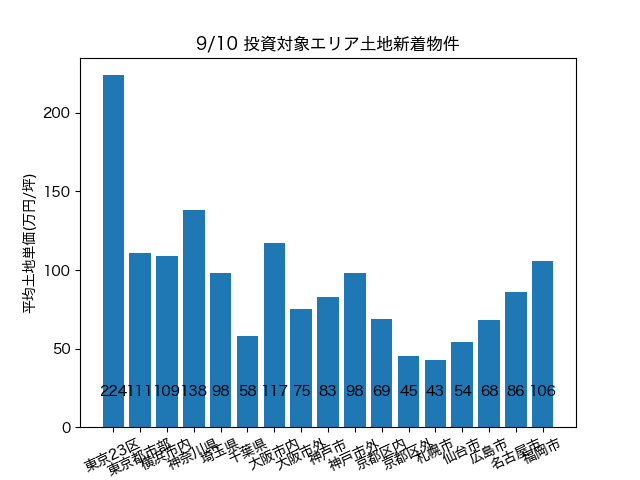 9/10 投資対象エリア土地新着物件
平均土地単価(万円/坪)
200
150
100
50
0
224 111 109 138 98 58 117 75 83 98 69 45 43 54 68 86 106
東京23区 東京都市部 横浜市内 神奈川県 埼玉県 千葉県 大阪市内 大阪市外 神戸市 神戸市外 京都区内 京都区外 札幌市 仙台市 広島市 名古屋市 福岡市